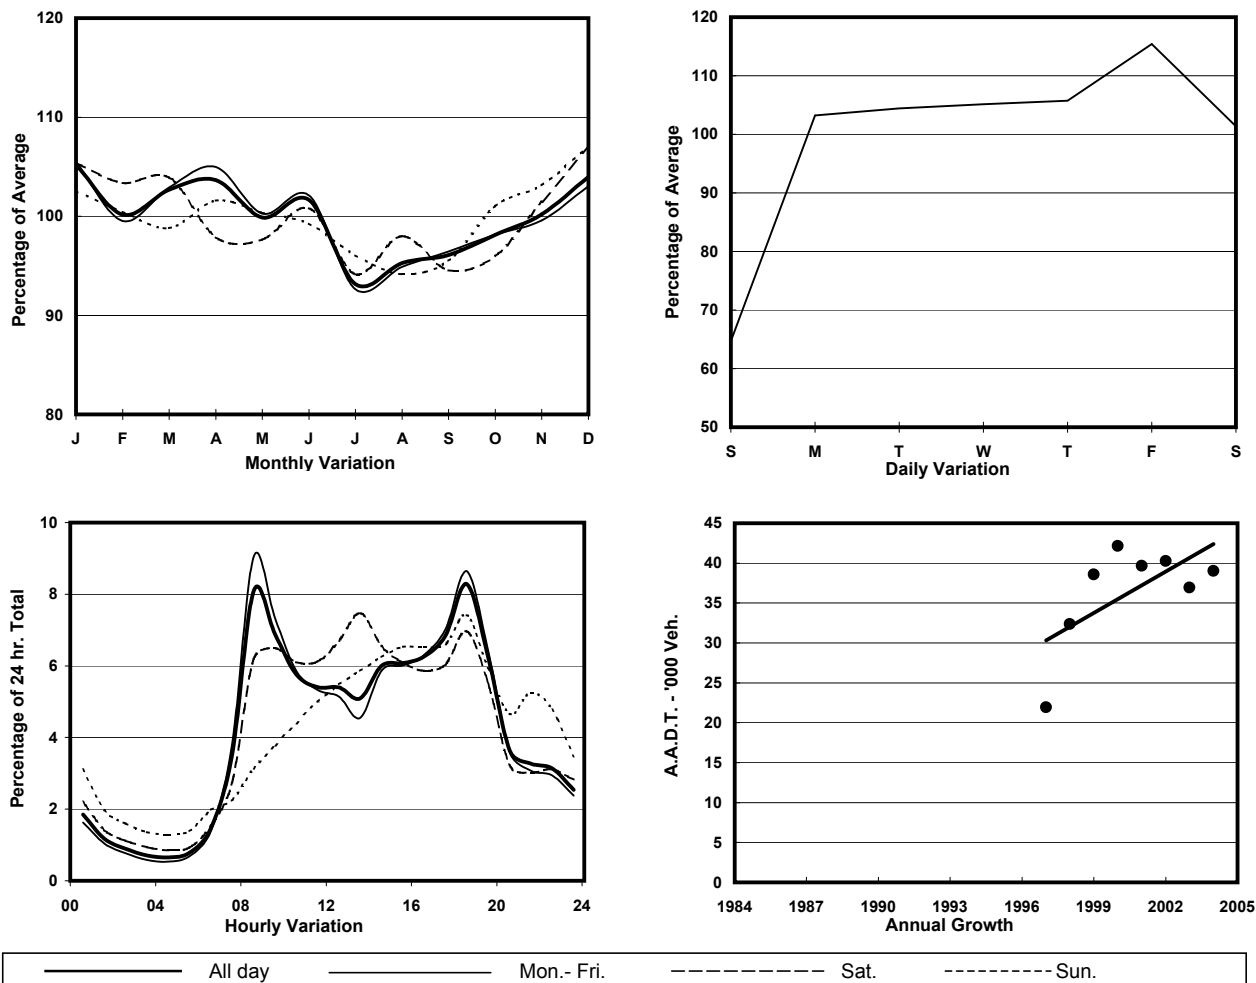 120
110
100
90
80
Percentage of Average
J F M A M J J A S O N D
Monthly Variation
120
110
100
90
80
70
60
50
Percentage of Average
S M T W T F S
Daily Variation
10
8
6
4
2
0
Percentage of 24 hr. Total
00 04 08 12 16 20 24
Hourly Variation
45
40
35
30
25
20
15
10
5
0
A.A.D.T. - '000 Veh.
1984 1987 1990 1993 1996 1999 2002 2005
Annual Growth
All day Mon.- Fri. Sat. Sun.